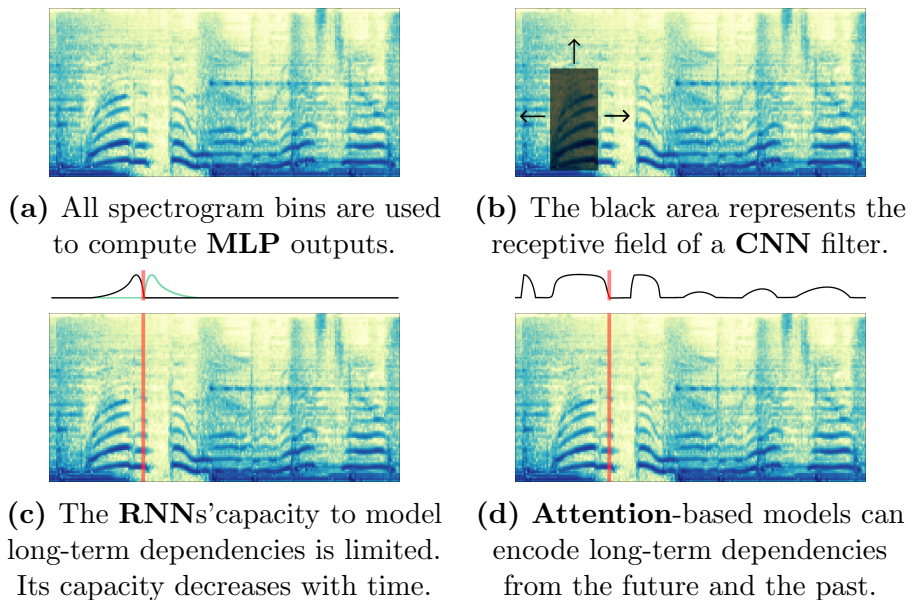 (a) All spectrogram bins are used
to compute MLP outputs.
(b) The black area represents the
receptive field of a CNN filter.
(c) The RNNs'capacity to model
long-term dependencies is limited.
Its capacity decreases with time.
(d) Attention-based models can
encode long-term dependencies
from the future and the past.